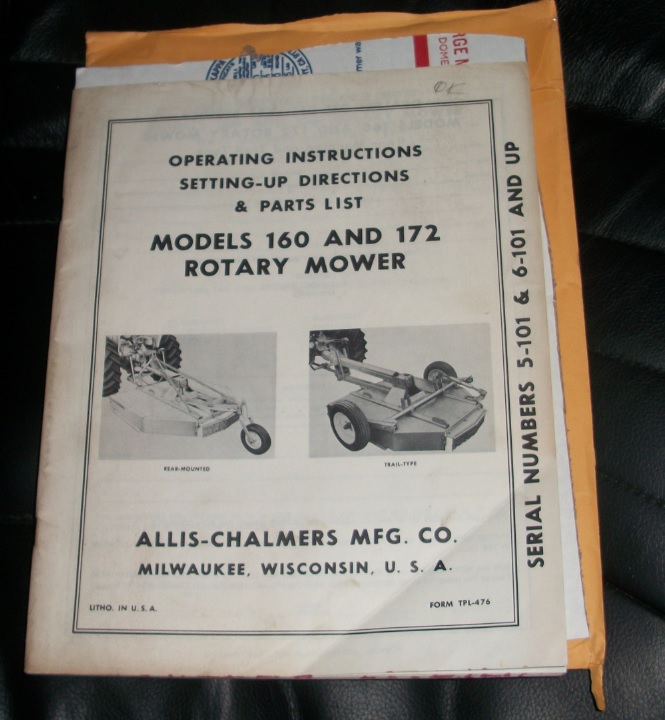 OK
OPERATING INSTRUCTIONS
SETTING-UP DIRECTIONS
& PARTS LIST
MODELS 160 AND 172
ROTARY MOWER
REAR-MOUNTED
TRAIL-TYPE
ALLIS-CHALMERS MFG. CO.
MILWAUKEE, WISCONSIN, U. S. A.
LITHO. IN U. S. A.
FORM TPL-476
SERIAL NUMBERS 5-101 & 6-101 AND UP